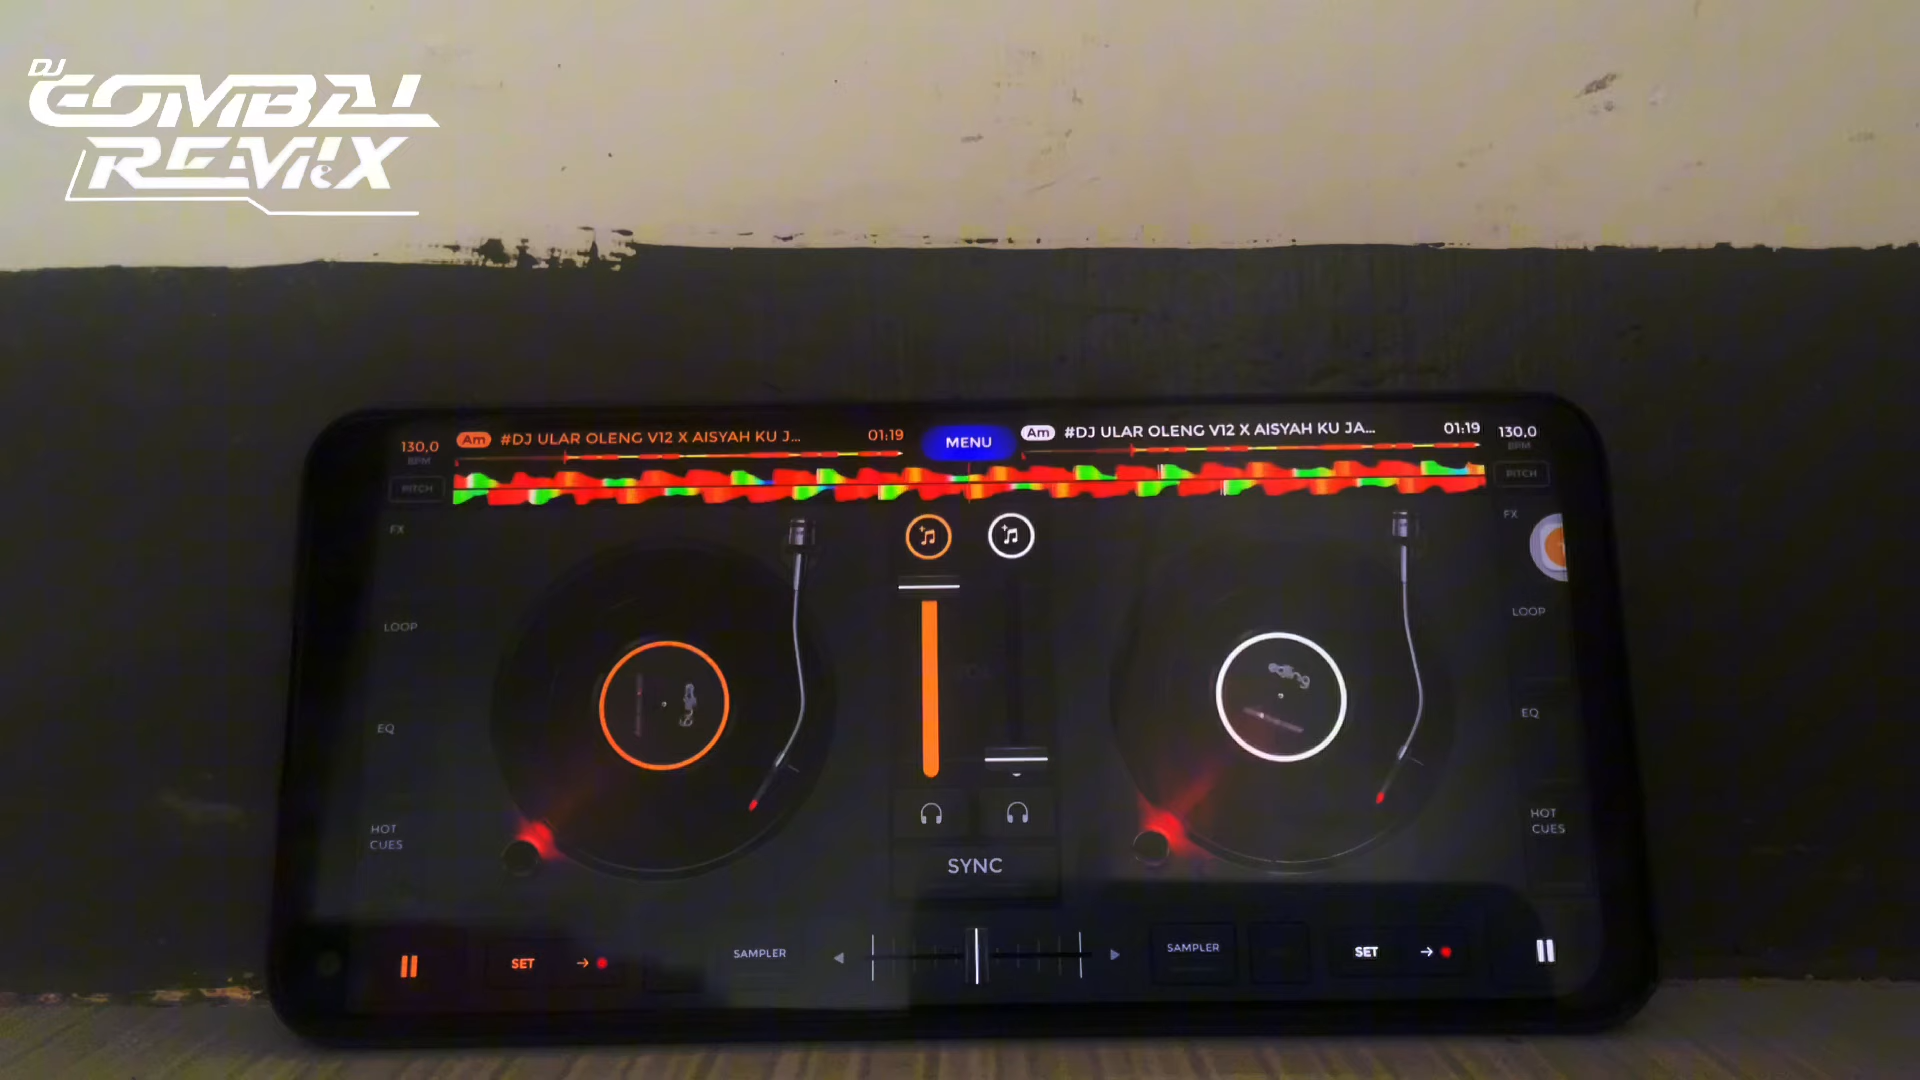 DJ
GOMBAL
REMIX
Am #DJ ULAR OLENG V12 X AISYAH KU J... 01:19
MENU
Am #DJ ULAR OLENG V12 X AISYAH KU JA... 01:19
130,0
BPM
PITCH
130,0
BPM
PITCH
FX
FX
LOOP
LOOP
edjing
edjing
EQ
EQ
HOT
CUES
HOT
CUES
SYNC
SET
SAMPLER
SAMPLER
SET